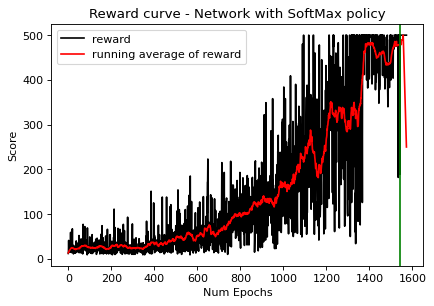 Reward curve - Network with SoftMax policy
reward
running average of reward
500
400
300
200
100
0
Score
0 200 400 600 800 1000 1200 1400 1600
Num Epochs